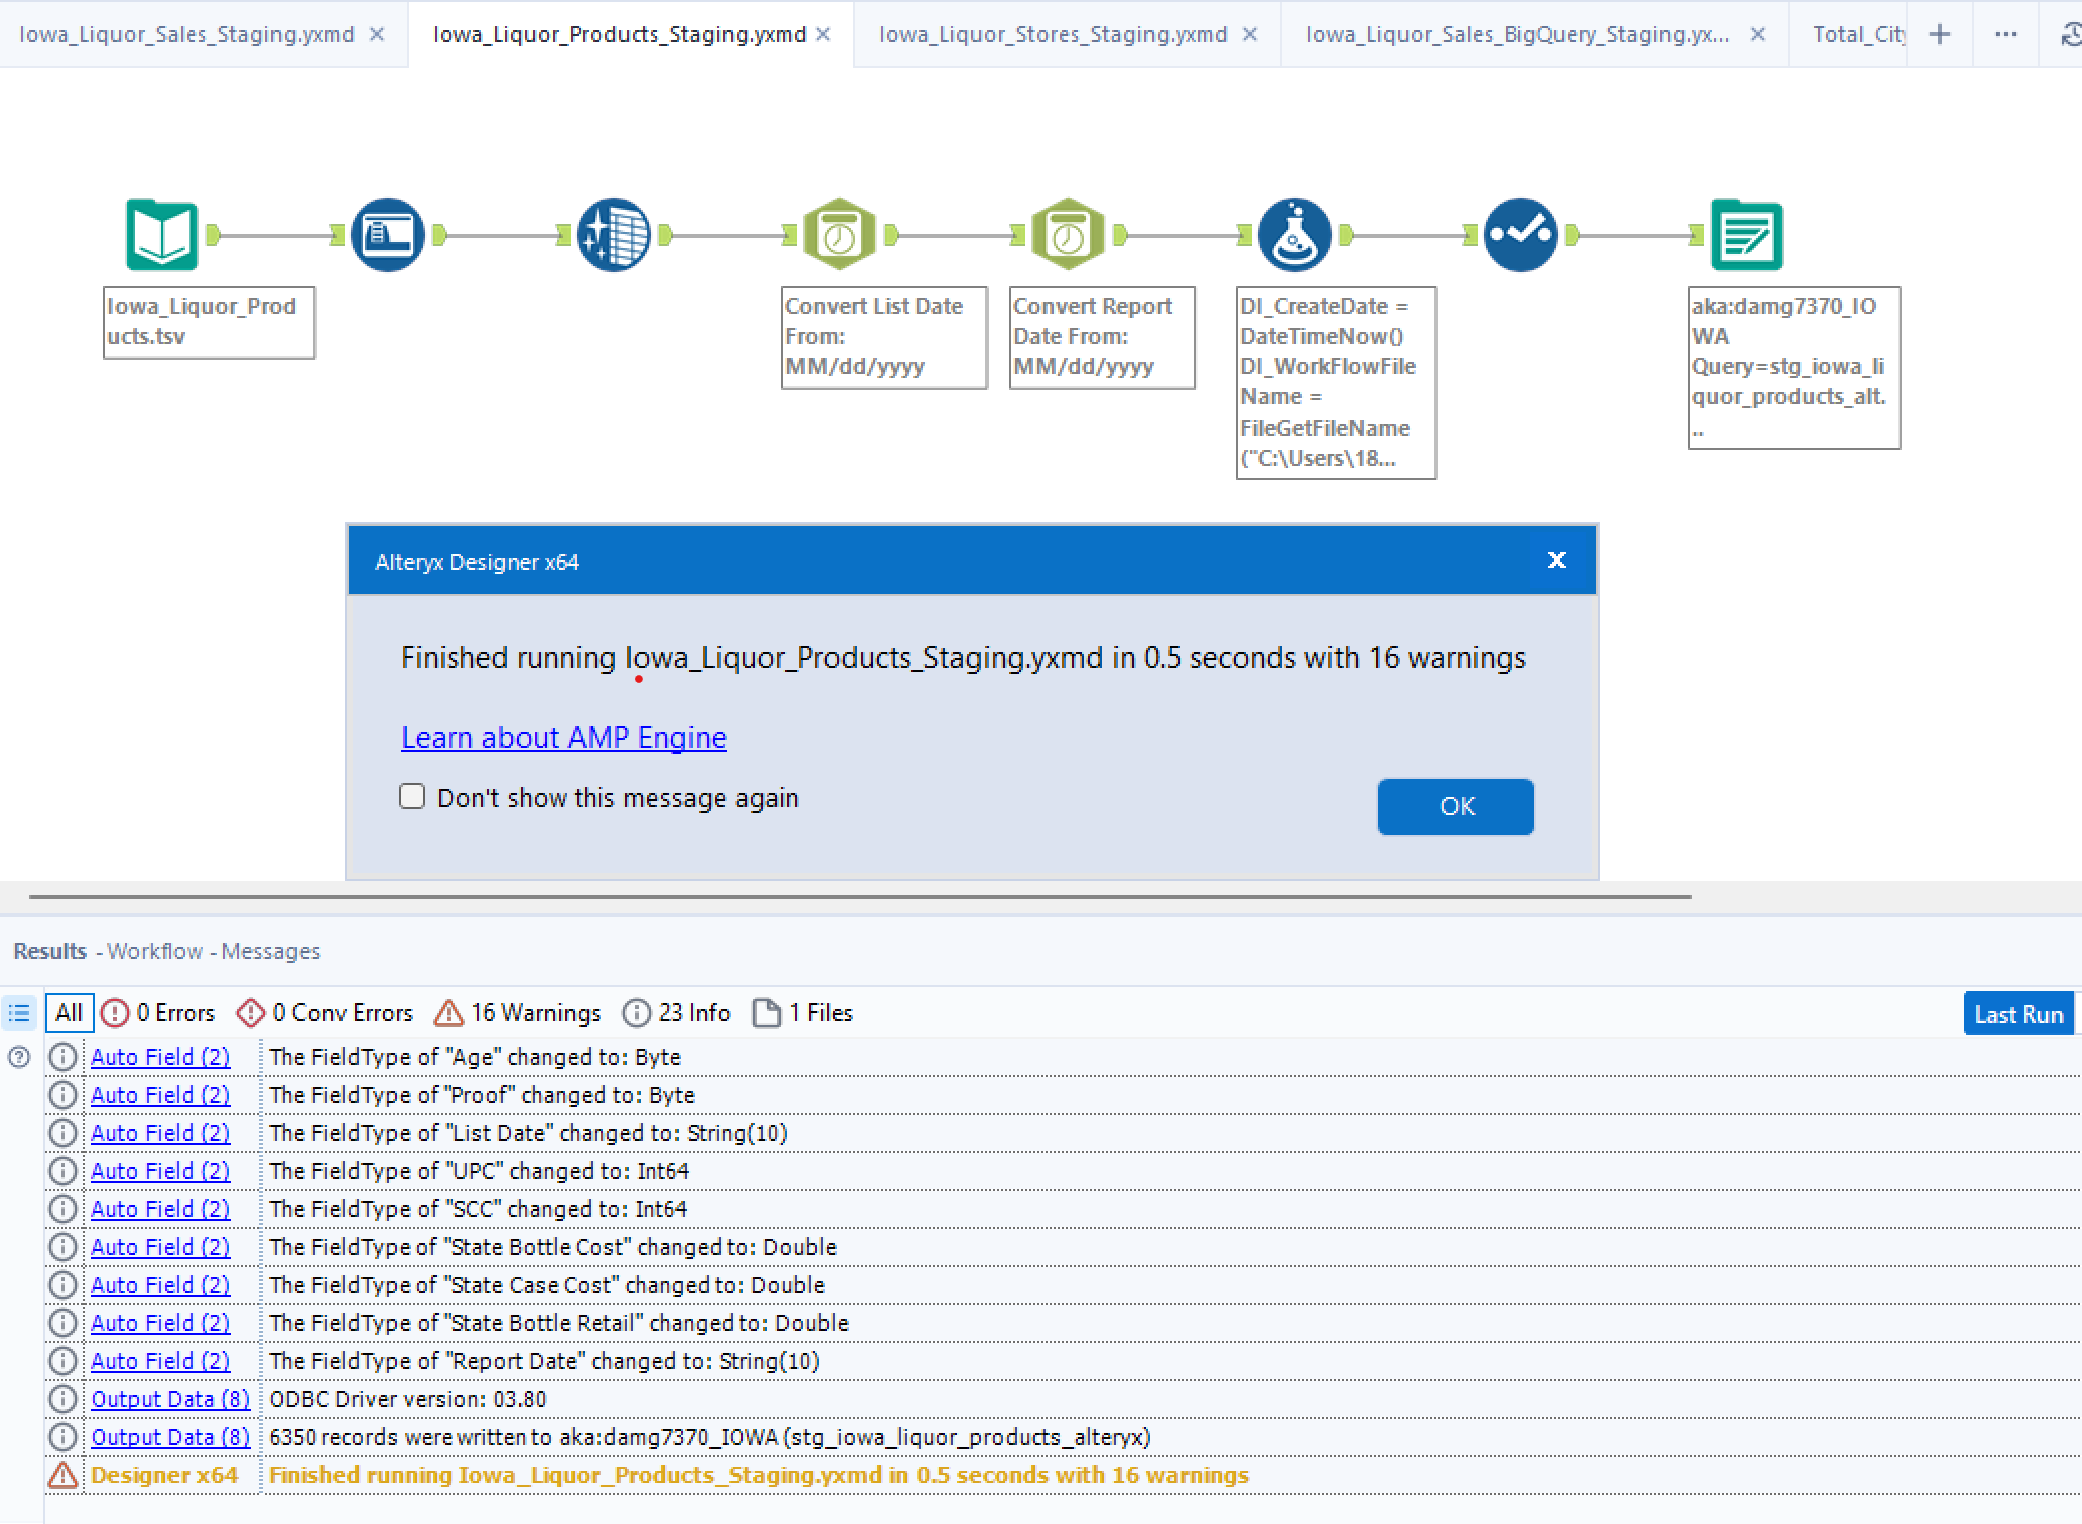 Iowa_Liquor_Sales_Staging.yxmd
Iowa_Liquor_Products_Staging.yxmd
Iowa_Liquor_Stores_Staging.yxmd
Iowa_Liquor_Sales_BigQuery_Staging.yx...
Total_City
Iowa_Liquor_Prod
ucts.tsv
Convert List Date
From:
MM/dd/yyyy
Convert Report
Date From:
MM/dd/yyyy
DI_CreateDate =
DateTimeNow()
DI_WorkFlowFile
Name =
FileGetFileName
("C:\Users\18...
aka:damg7370_IO
WA
Query=stg_iowa_li
quor_products_alt.
..
Alteryx Designer x64
Finished running Iowa_Liquor_Products_Staging.yxmd in 0.5 seconds with 16 warnings
Learn about AMP Engine
Don't show this message again
OK
Results - Workflow - Messages
All 0 Errors 0 Conv Errors 16 Warnings 23 Info 1 Files Last Run
Auto Field (2) The FieldType of "Age" changed to: Byte
Auto Field (2) The FieldType of "Proof" changed to: Byte
Auto Field (2) The FieldType of "List Date" changed to: String(10)
Auto Field (2) The FieldType of "UPC" changed to: Int64
Auto Field (2) The FieldType of "SCC" changed to: Int64
Auto Field (2) The FieldType of "State Bottle Cost" changed to: Double
Auto Field (2) The FieldType of "State Case Cost" changed to: Double
Auto Field (2) The FieldType of "State Bottle Retail" changed to: Double
Auto Field (2) The FieldType of "Report Date" changed to: String(10)
Output Data (8) ODBC Driver version: 03.80
Output Data (8) 6350 records were written to aka:damg7370_IOWA (stg_iowa_liquor_products_alteryx)
Designer x64 Finished running Iowa_Liquor_Products_Staging.yxmd in 0.5 seconds with 16 warnings